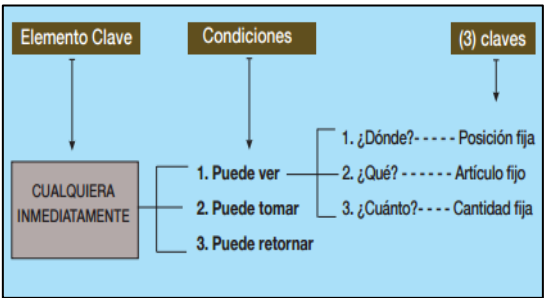 Elemento Clave
Condiciones
(3) claves
CUALQUIERA
INMEDIATAMENTE
1. Puede ver
2. Puede tomar
3. Puede retornar
1. ¿Dónde?- - - - - Posición fija
2. ¿Qué? - - - - - - Artículo fijo
3. ¿Cuánto?- - - - Cantidad fija